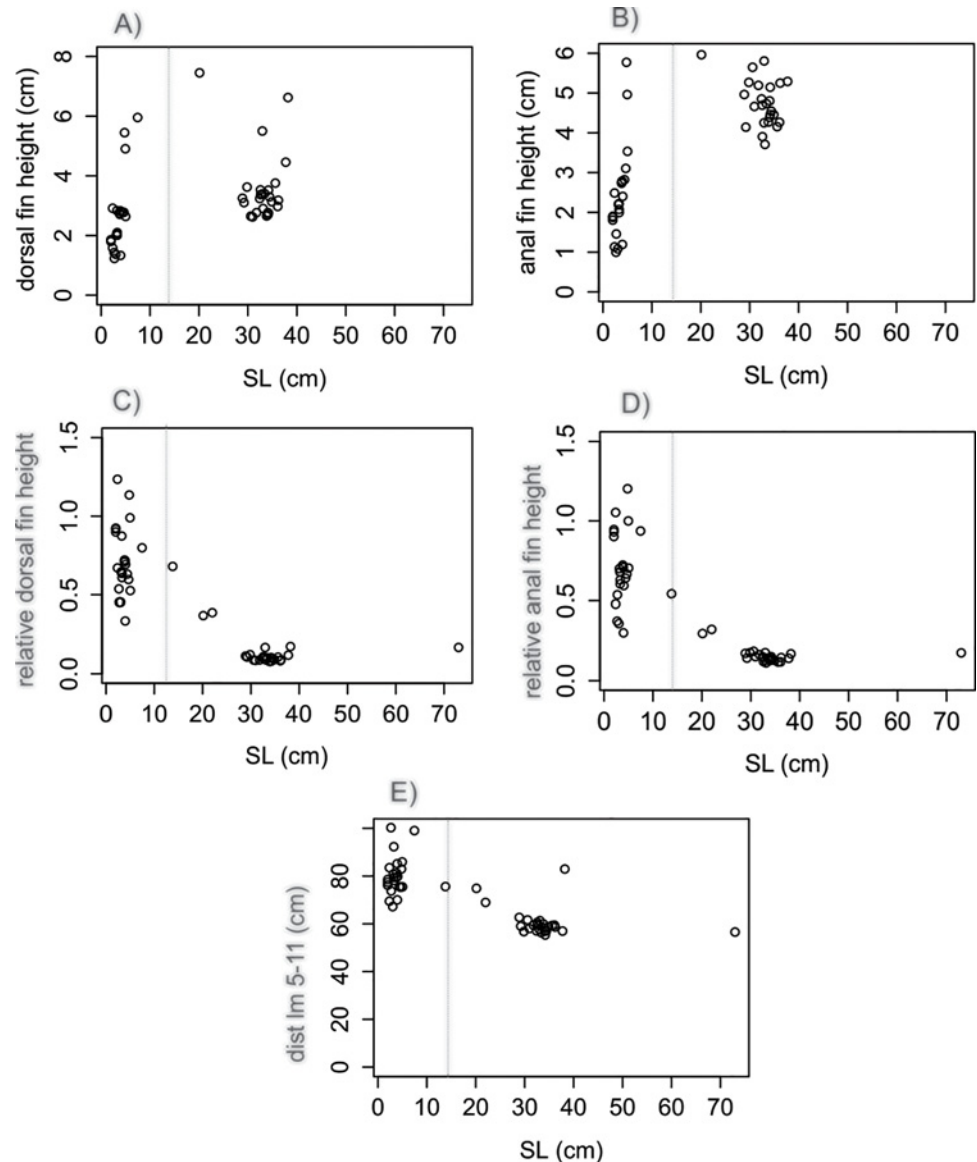 A)
dorsal fin height (cm)
0 2 4 6 8
0 10 20 30 40 50 60 70
SL (cm)
B)
anal fin height (cm)
0 1 2 3 4 5 6
0 10 20 30 40 50 60 70
SL (cm)
C)
relative dorsal fin height
0.0 0.5 1.0 1.5
0 10 20 30 40 50 60 70
SL (cm)
D)
relative anal fin height
0.0 0.5 1.0 1.5
0 10 20 30 40 50 60 70
SL (cm)
E)
dist lm 5-11 (cm)
0 20 40 60 80
0 10 20 30 40 50 60 70
SL (cm)